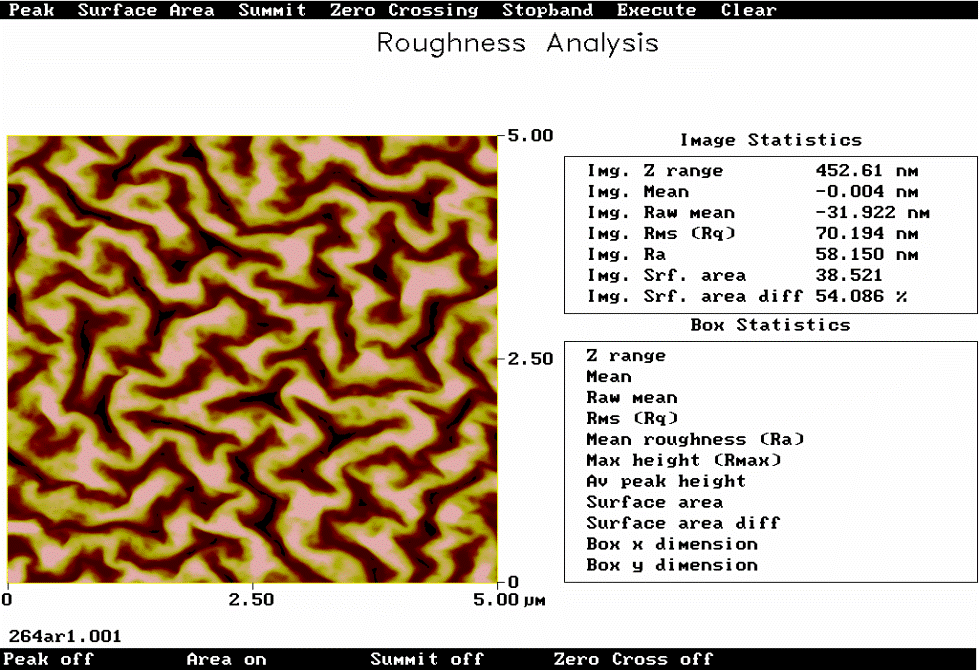 Peak Surface Area Summit Zero Crossing Stopband Execute Clear
Roughness Analysis
5.00
2.50
0
0 2.50 5.00 µm
Image Statistics
Img. Z range 452.61 nm
Img. Mean -0.004 nm
Img. Raw mean -31.922 nm
Img. Rms (Rq) 70.194 nm
Img. Ra 58.150 nm
Img. Srf. area 38.521
Img. Srf. area diff 54.086 %
Box Statistics
Z range
Mean
Raw mean
Rms (Rq)
Mean roughness (Ra)
Max height (Rmax)
Av peak height
Surface area
Surface area diff
Box x dimension
Box y dimension
264ar1.001
Peak off Area on Summit off Zero Cross off